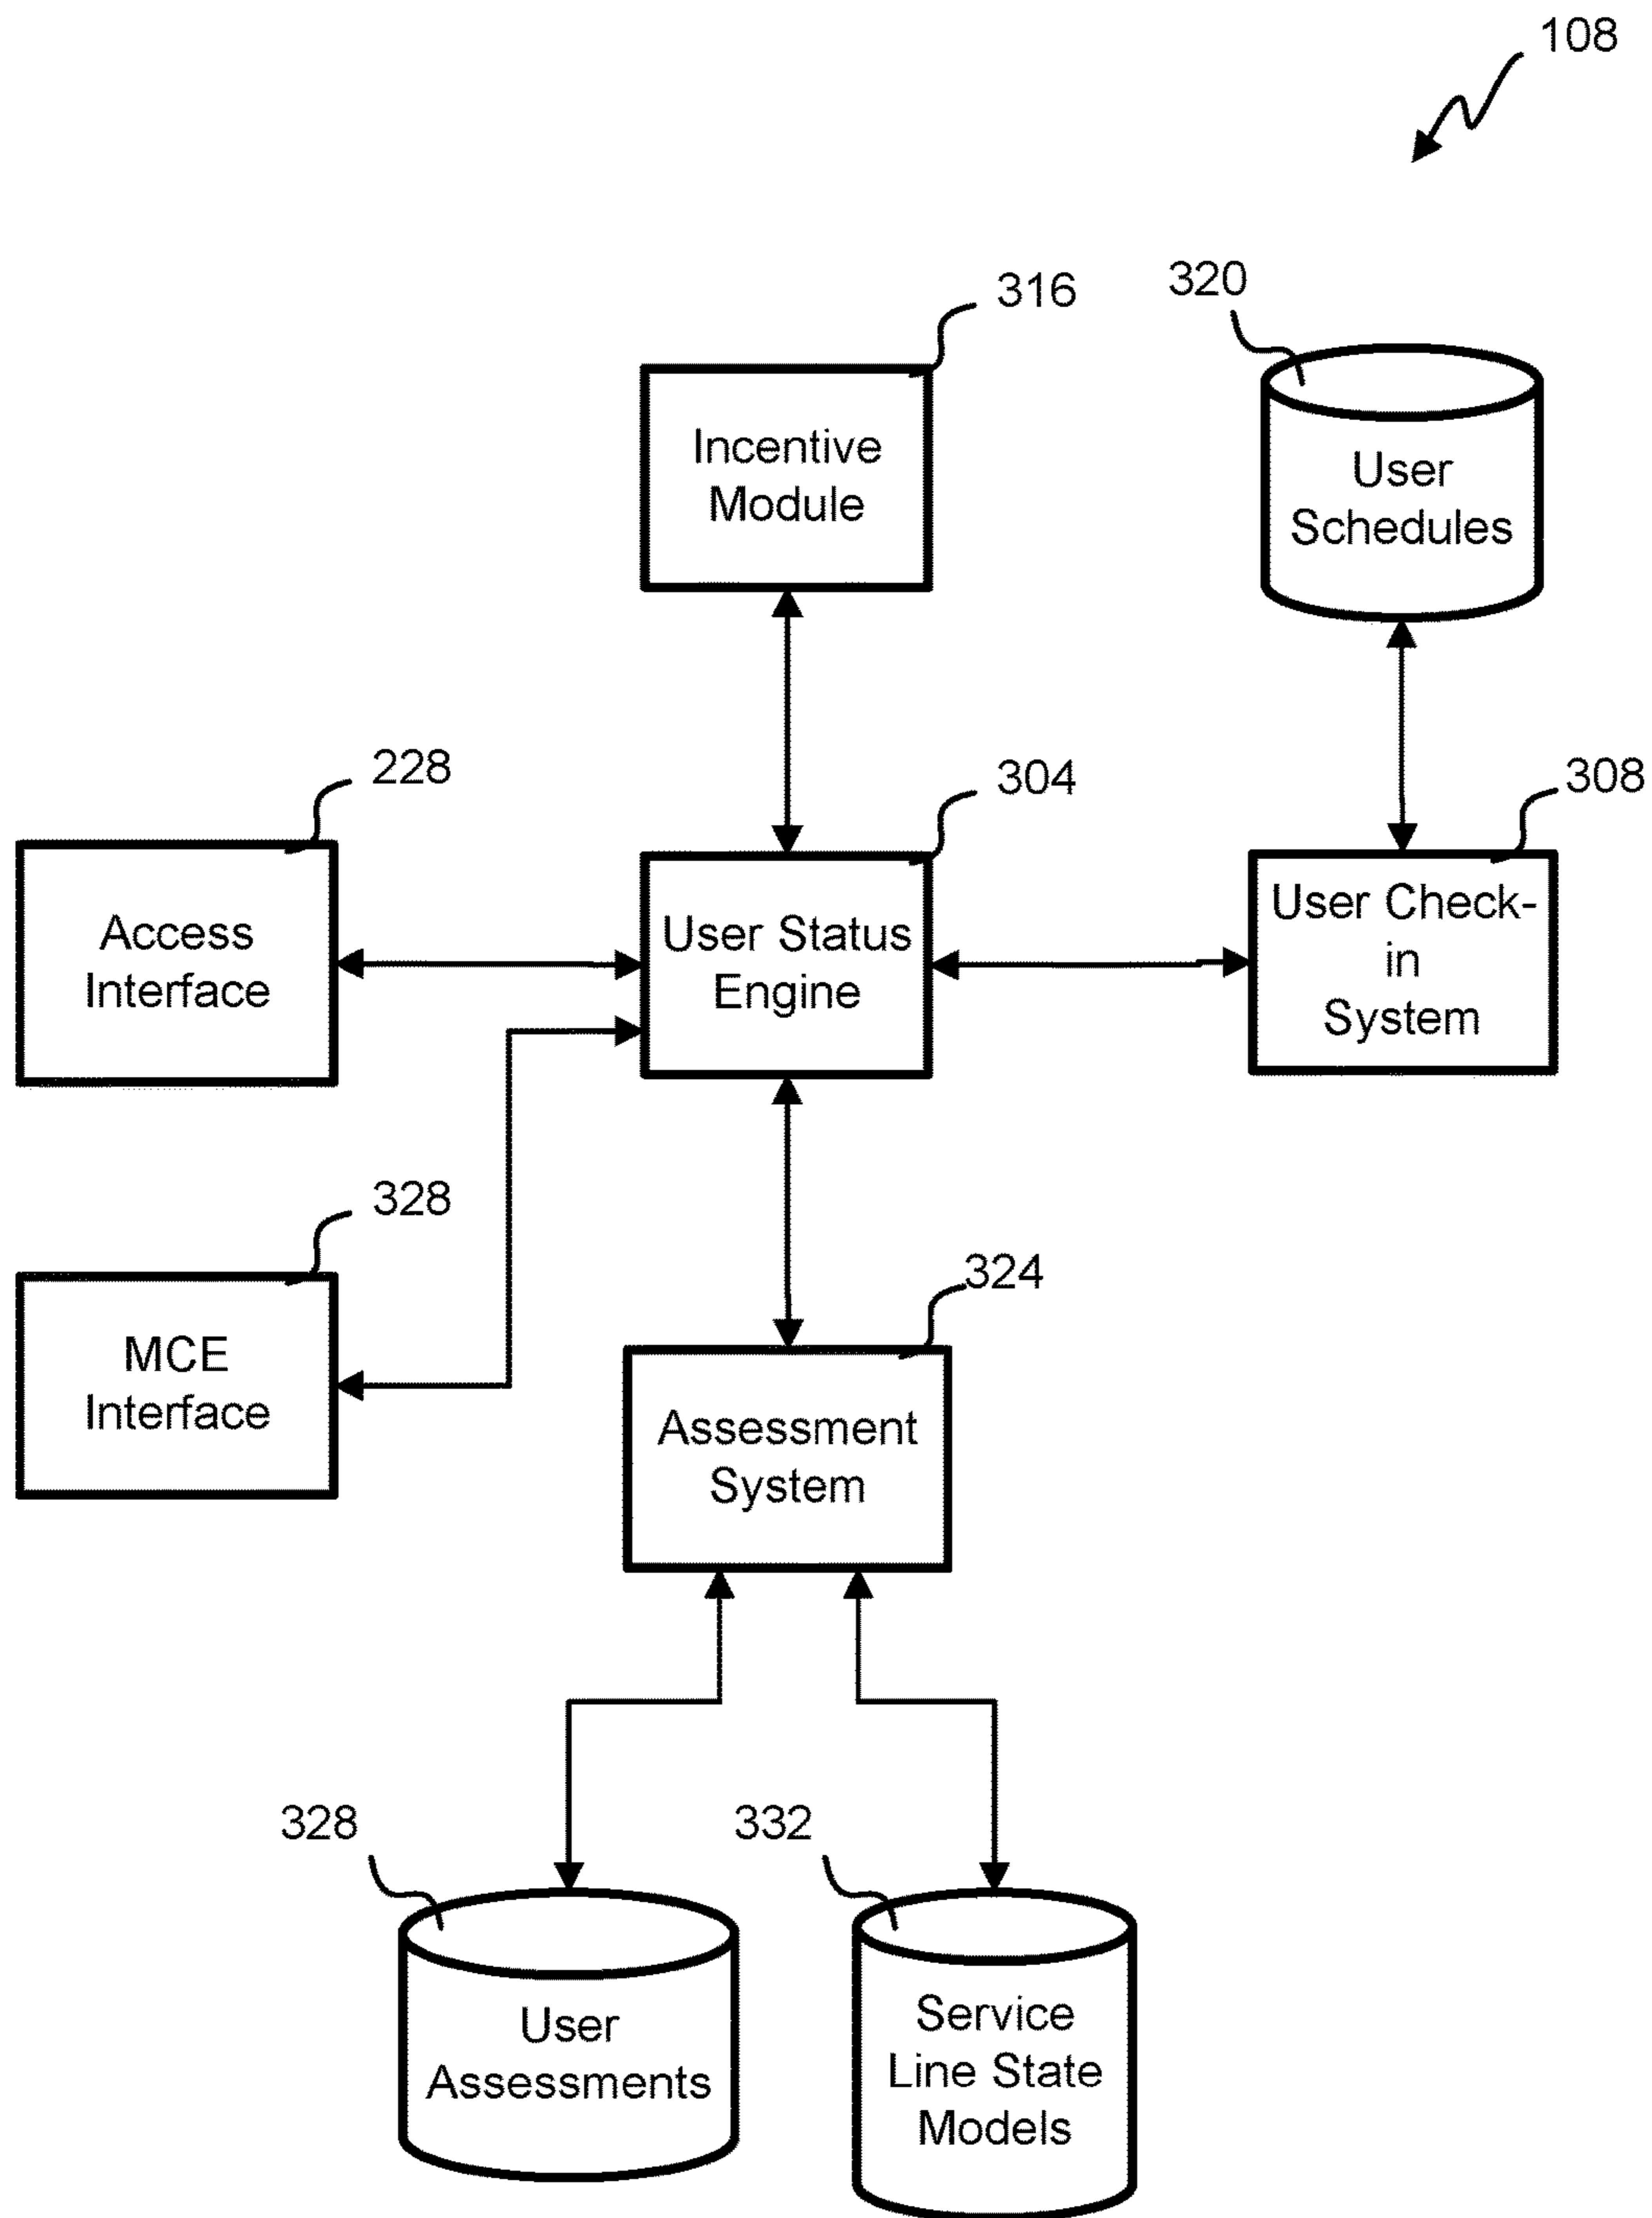 108
316
320
Incentive
Module
User
Schedules
228
304
308
Access
Interface
User Status
Engine
User Check-
in
System
328
324
MCE
Interface
Assessment
System
328
332
User
Assessments
Service
Line State
Models